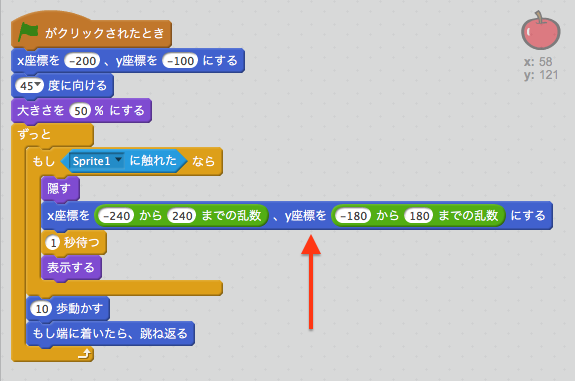 がクリックされたとき
x座標を -200 、y座標を -100 にする
45▼ 度に向ける
大きさを 50 % にする
ずっと
もし Sprite1 ▼ に触れた なら
隠す
x座標を -240 から 240 までの乱数 、y座標を -180 から 180 までの乱数 にする
1 秒待つ
表示する
10 歩動かす
もし端に着いたら、跳ね返る
x: 58
y: 121